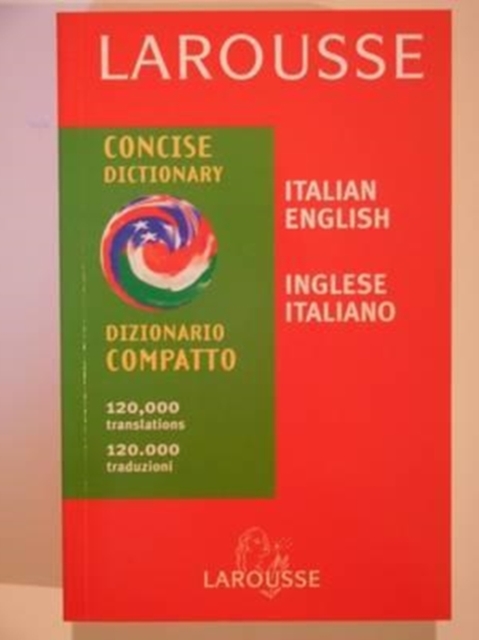 LAROUSSE
CONCISE
DICTIONARY
ITALIAN
ENGLISH
INGLESE
ITALIANO
DIZIONARIO
COMPATTO
120,000
translations
120.000
traduzioni
LAROUSSE